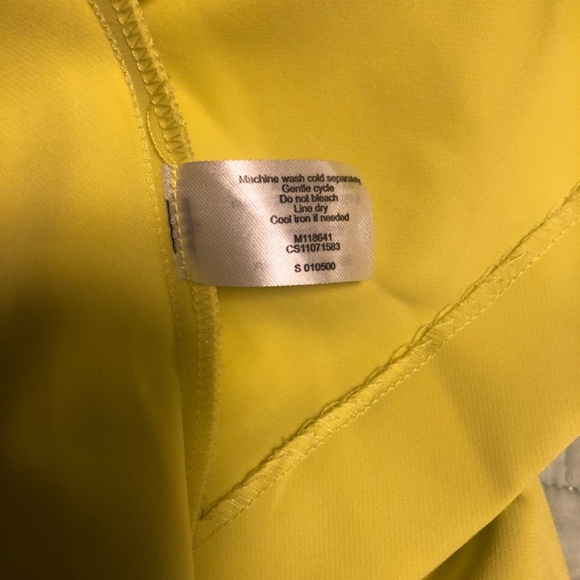 Machine wash cold separately
Gentle cycle
Do not bleach
Line dry
Cool iron if needed
M118641
CS11071583
S 010500